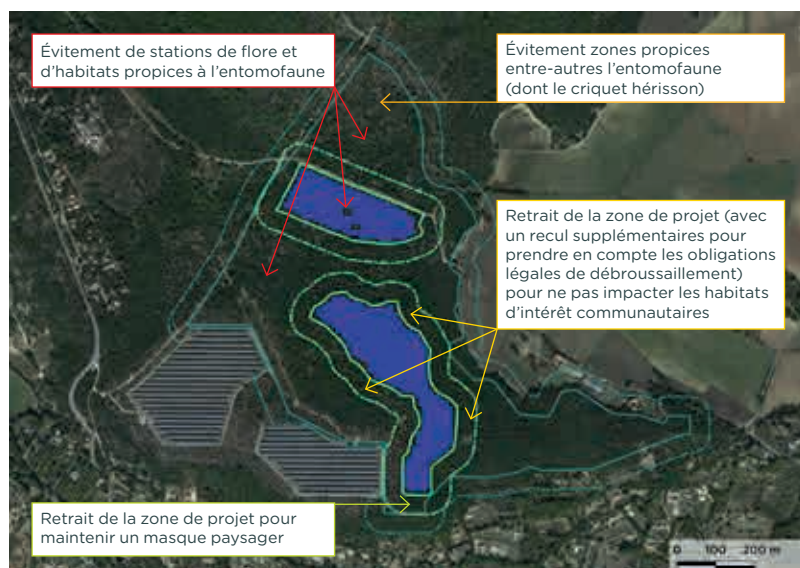 Évitement de stations de flore et
d'habitats propices à l'entomofaune
Évitement zones propices
entre-autres l'entomofaune
(dont le criquet hérisson)
Retrait de la zone de projet (avec
un recul supplémentaires pour
prendre en compte les obligations
légales de débroussaillement)
pour ne pas impacter les habitats
d'intérêt communautaires
Retrait de la zone de projet pour
maintenir un masque paysager
0 100 200 m